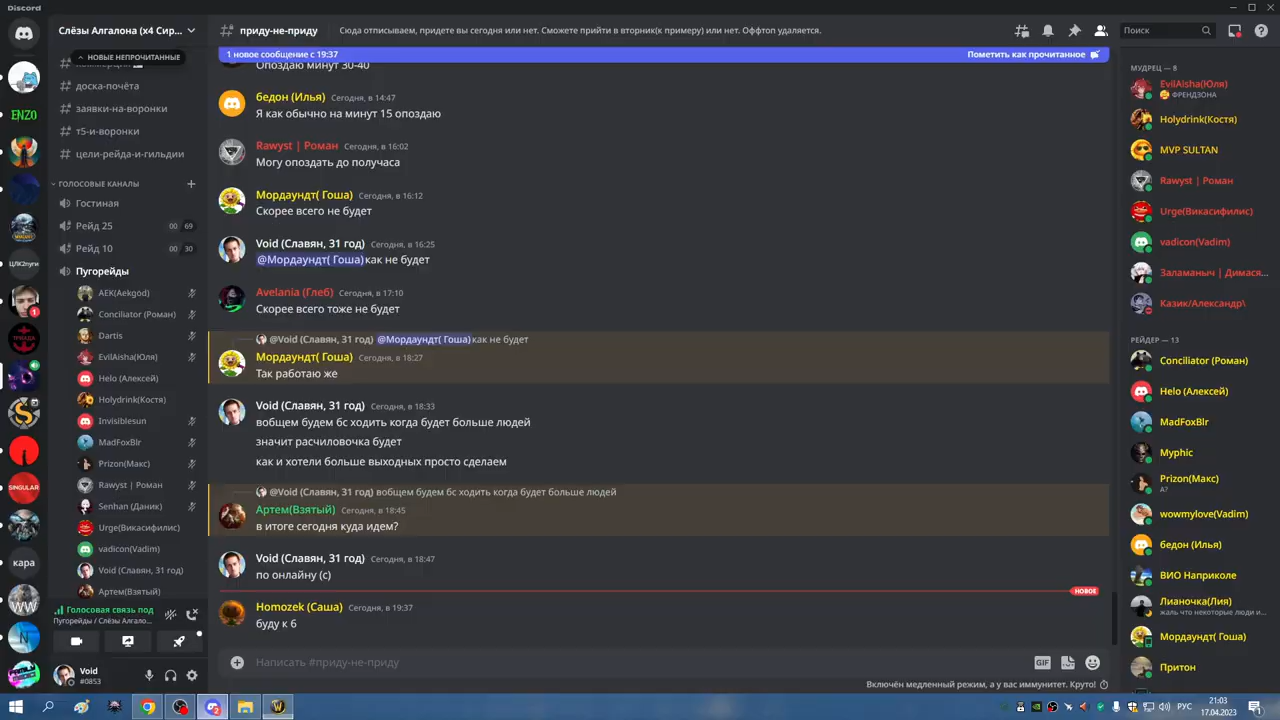 Discord
Слёзы Алгалона (x4 Сир...
НОВЫЕ НЕПРОЧИТАННЫЕ
доска-почёта
заявки-на-воронки
т5-и-воронки
цели-рейда-и-гильдии
ГОЛОСОВЫЕ КАНАЛЫ
Гостиная
Рейд 25 00 69
Рейд 10 00 30
Пугорейды
AEK(Aekgod)
Conciliator (Роман)
Dartis
EvilAisha(Юля)
Helo (Алексей)
Holydrink(Костя)
Invisiblesun
MadFoxBlr
Prizon(Макс)
Rawyst | Роман
Senhan (Даник)
Urge(Викасифилис)
vadicon(Vadim)
Void (Славян, 31 год)
Артем(Взятый)
Голосовая связь под
Пугорейды / Слёзы Алгало...
Void
#0853
ENZO
ЦЛК2пуги
ТРИАДА
1
SINGULAR
кара
WW
приду-не-приду
Сюда отписываем, придете вы сегодня или нет. Сможете прийти в вторник(к примеру) или нет. Оффтоп удаляется.
Поиск
1 новое сообщение с 19:37
Пометить как прочитанное
Опоздаю минут 30-40
бедон (Илья) Сегодня, в 14:47
Я как обычно на минут 15 опоздаю
Rawyst | Роман Сегодня, в 16:02
Могу опоздать до получаса
Мордаундт( Гоша) Сегодня, в 16:12
Скорее всего не будет
Void (Славян, 31 год) Сегодня, в 16:25
@Мордаундт( Гоша) как не будет
Avelania (Глеб) Сегодня, в 17:10
Скорее всего тоже не будет
@Void (Славян, 31 год) @Мордаундт( Гоша) как не будет
Мордаундт( Гоша) Сегодня, в 18:27
Так работаю же
Void (Славян, 31 год) Сегодня, в 18:33
вобщем будем бс ходить когда будет больше людей
значит расчиловочка будет
как и хотели больше выходных просто сделаем
@Void (Славян, 31 год) вобщем будем бс ходить когда будет больше людей
Артем(Взятый) Сегодня, в 18:45
в итоге сегодня куда идем?
Void (Славян, 31 год) Сегодня, в 18:47
по онлайну (с)
НОВОЕ
Homozek (Саша) Сегодня, в 19:37
буду к 6
Написать #приду-не-приду
GIF
Включён медленный режим, а у вас иммунитет. Круто!
МУДРЕЦ — 8
EvilAisha(Юля)
ФРЕНДЗОНА
Holydrink(Костя)
MVP SULTAN
Rawyst | Роман
Urge(Викасифилис)
vadicon(Vadim)
Заламаныч | Димася...
Казик/Александр\
РЕЙДЕР — 13
Conciliator (Роман)
Helo (Алексей)
MadFoxBlr
Myphic
Prizon(Макс)
А?
wowmylove(Vadim)
бедон (Илья)
ВИО Наприколе
Лианочка(Лия)
жаль что некоторые люди и...
Мордаундт( Гоша)
Притон
РУС
21:03
17.04.2023